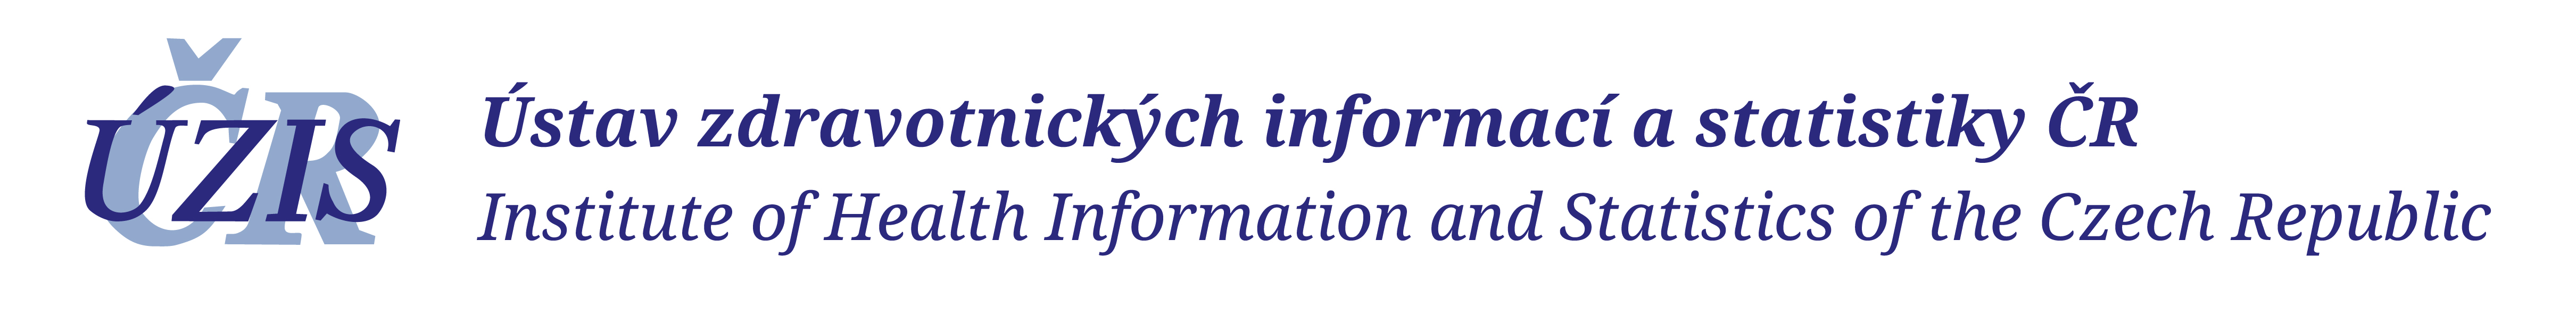 ÚZIS ČR
Ústav zdravotnických informací a statistiky ČR
Institute of Health Information and Statistics of the Czech Republic